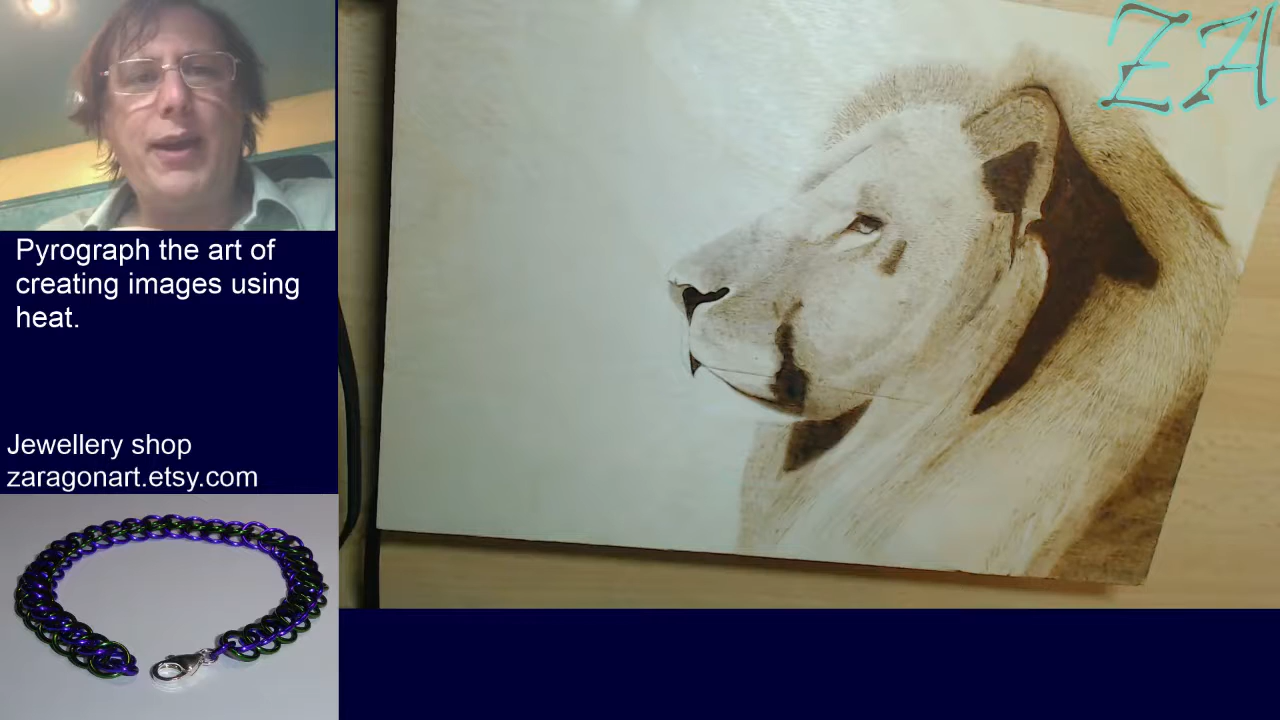 Pyrograph the art of
creating images using
heat.
Jewellery shop
zaragonart.etsy.com
ZA